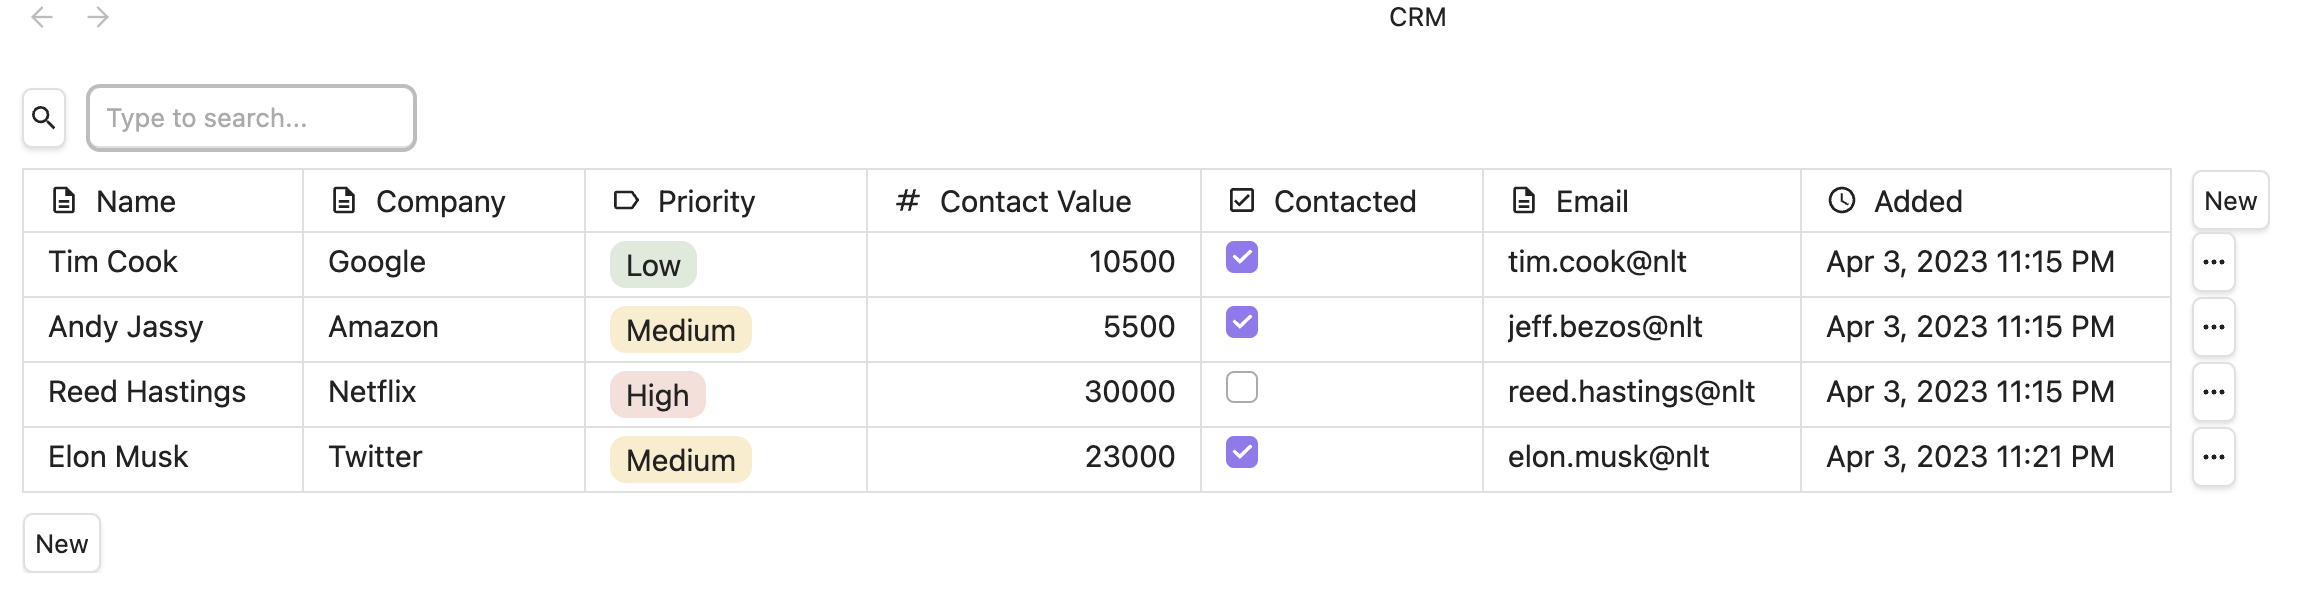 CRM
Type to search...
Name Company Priority # Contact Value Contacted Email Added New
Tim Cook Google Low 10500 tim.cook@nlt Apr 3, 2023 11:15 PM ...
Andy Jassy Amazon Medium 5500 jeff.bezos@nlt Apr 3, 2023 11:15 PM ...
Reed Hastings Netflix High 30000 reed.hastings@nlt Apr 3, 2023 11:15 PM ...
Elon Musk Twitter Medium 23000 elon.musk@nlt Apr 3, 2023 11:21 PM ...
New